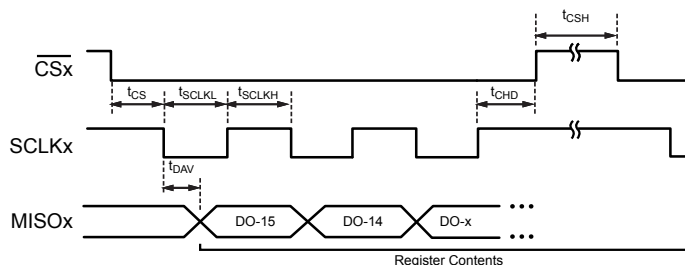 tCSH
CSx
tCS tSCLKL tSCLKH tCHD
SCLKx
tDAV
MISOx DO-15 DO-14 DO-x •••
•••
Register Contents